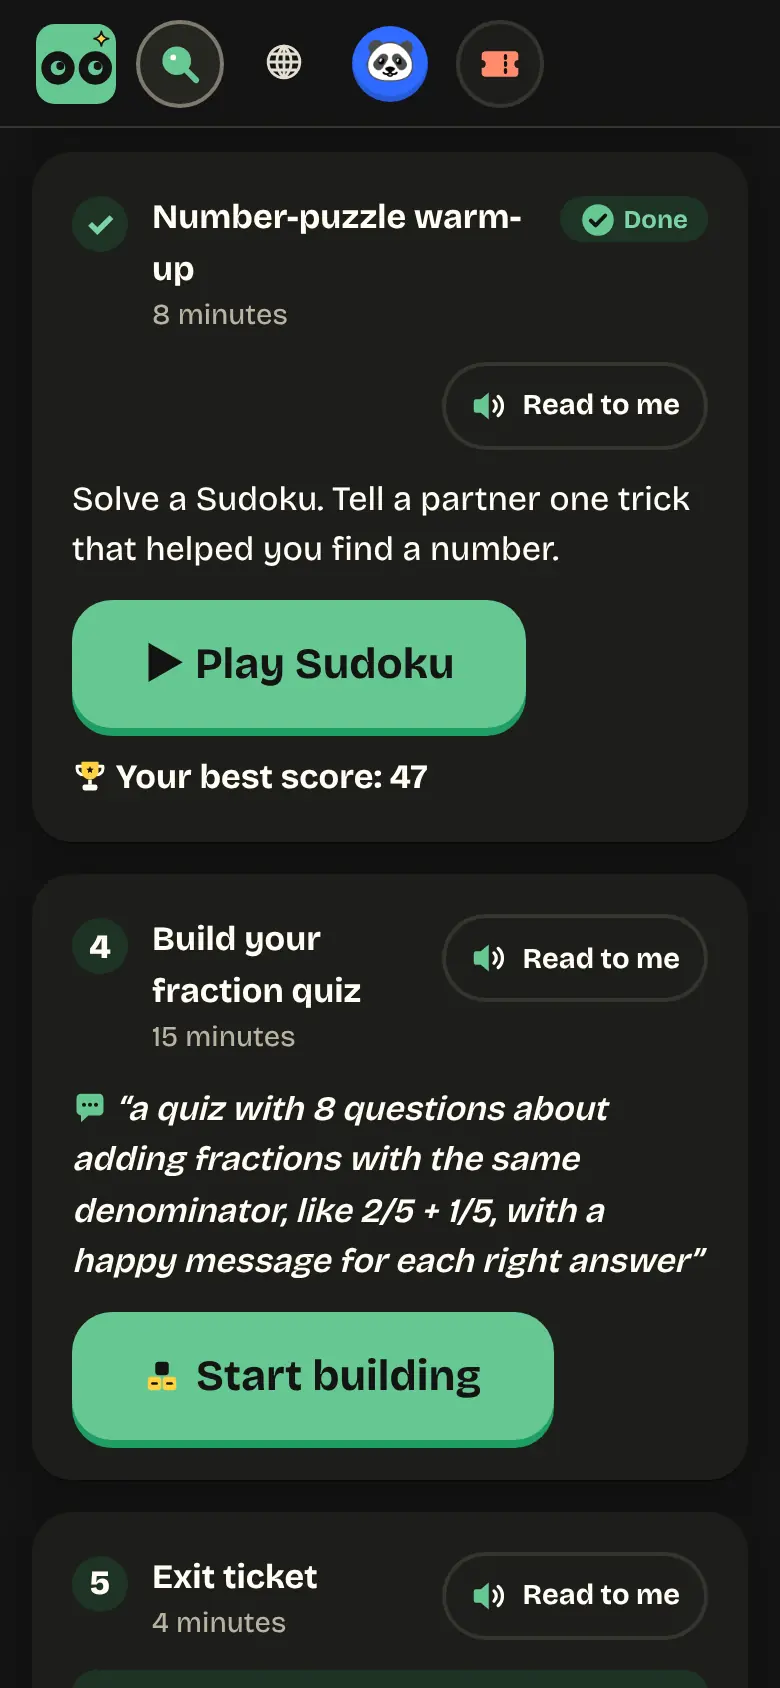 Number-puzzle warm-
up
Done
8 minutes
Read to me
Solve a Sudoku. Tell a partner one trick
that helped you find a number.
Play Sudoku
Your best score: 47
4
Build your
fraction quiz
15 minutes
Read to me
“a quiz with 8 questions about
adding fractions with the same
denominator, like 2/5 + 1/5, with a
happy message for each right answer”
Start building
5
Exit ticket
4 minutes
Read to me